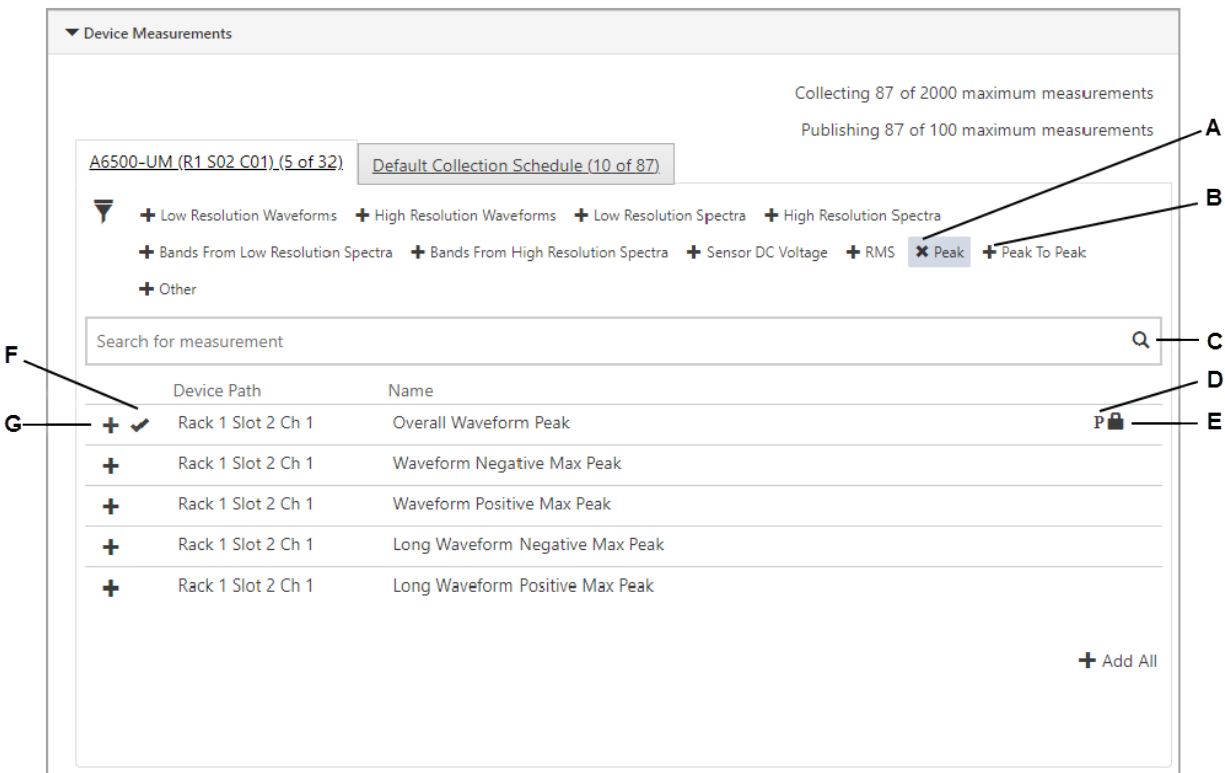 Device Measurements
Collecting 87 of 2000 maximum measurements
Publishing 87 of 100 maximum measurements
A
A6500-UM (R1 S02 C01) (5 of 32) Default Collection Schedule (10 of 87)
B
Low Resolution Waveforms High Resolution Waveforms Low Resolution Spectra High Resolution Spectra
Bands From Low Resolution Spectra Bands From High Resolution Spectra Sensor DC Voltage RMS Peak Peak To Peak
Other
Search for measurement C
F
Device Path Name D
G Rack 1 Slot 2 Ch 1 Overall Waveform Peak P E
Rack 1 Slot 2 Ch 1 Waveform Negative Max Peak
Rack 1 Slot 2 Ch 1 Waveform Positive Max Peak
Rack 1 Slot 2 Ch 1 Long Waveform Negative Max Peak
Rack 1 Slot 2 Ch 1 Long Waveform Positive Max Peak
Add All